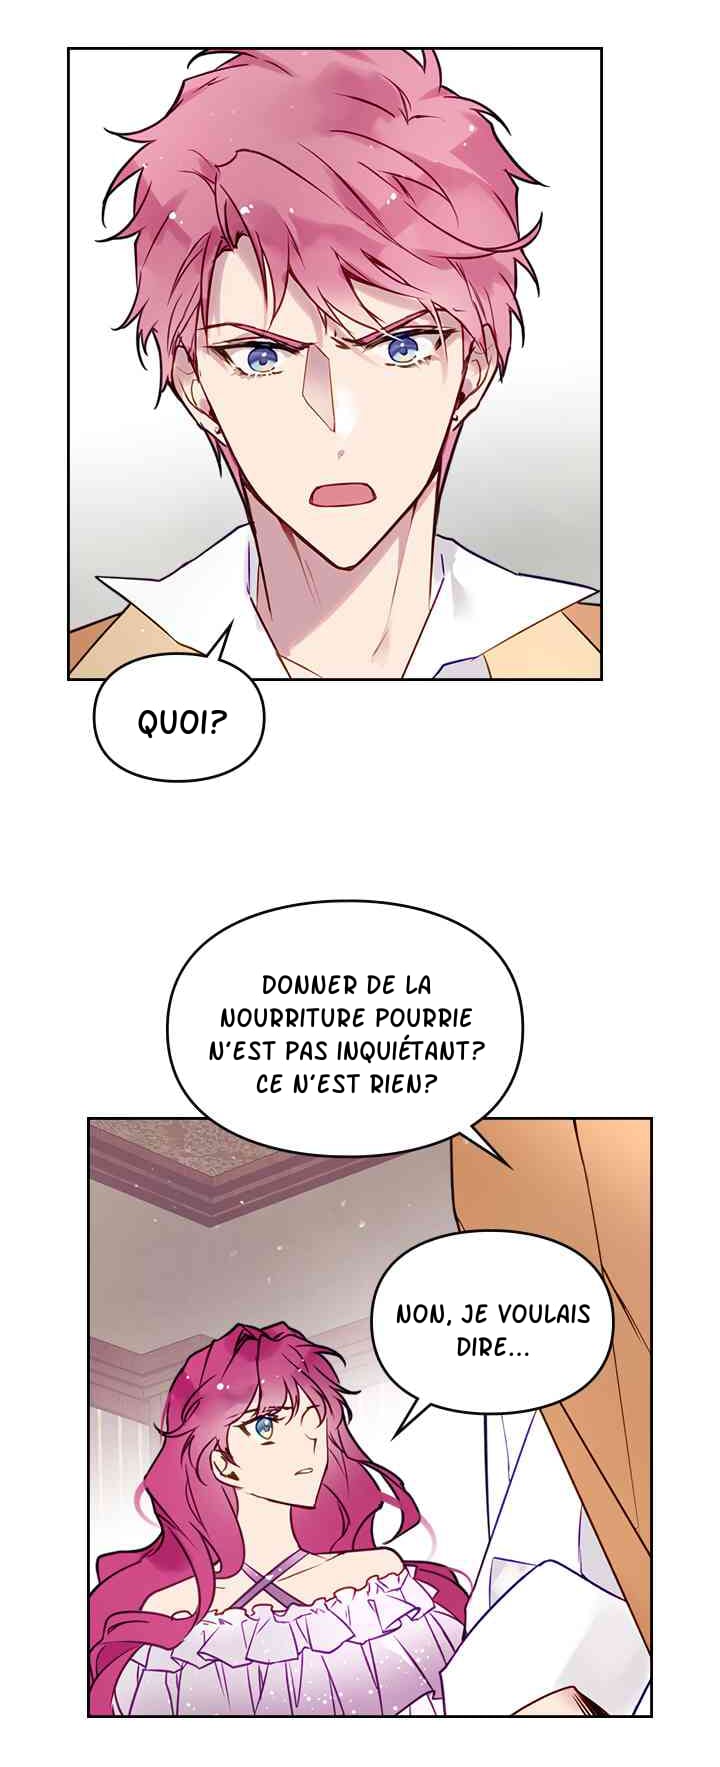 QUOI?
DONNER DE LA
NOURRITURE POURRIE
N'EST PAS INQUIÉTANT?
CE N'EST RIEN?
NON, JE VOULAIS
DIRE...